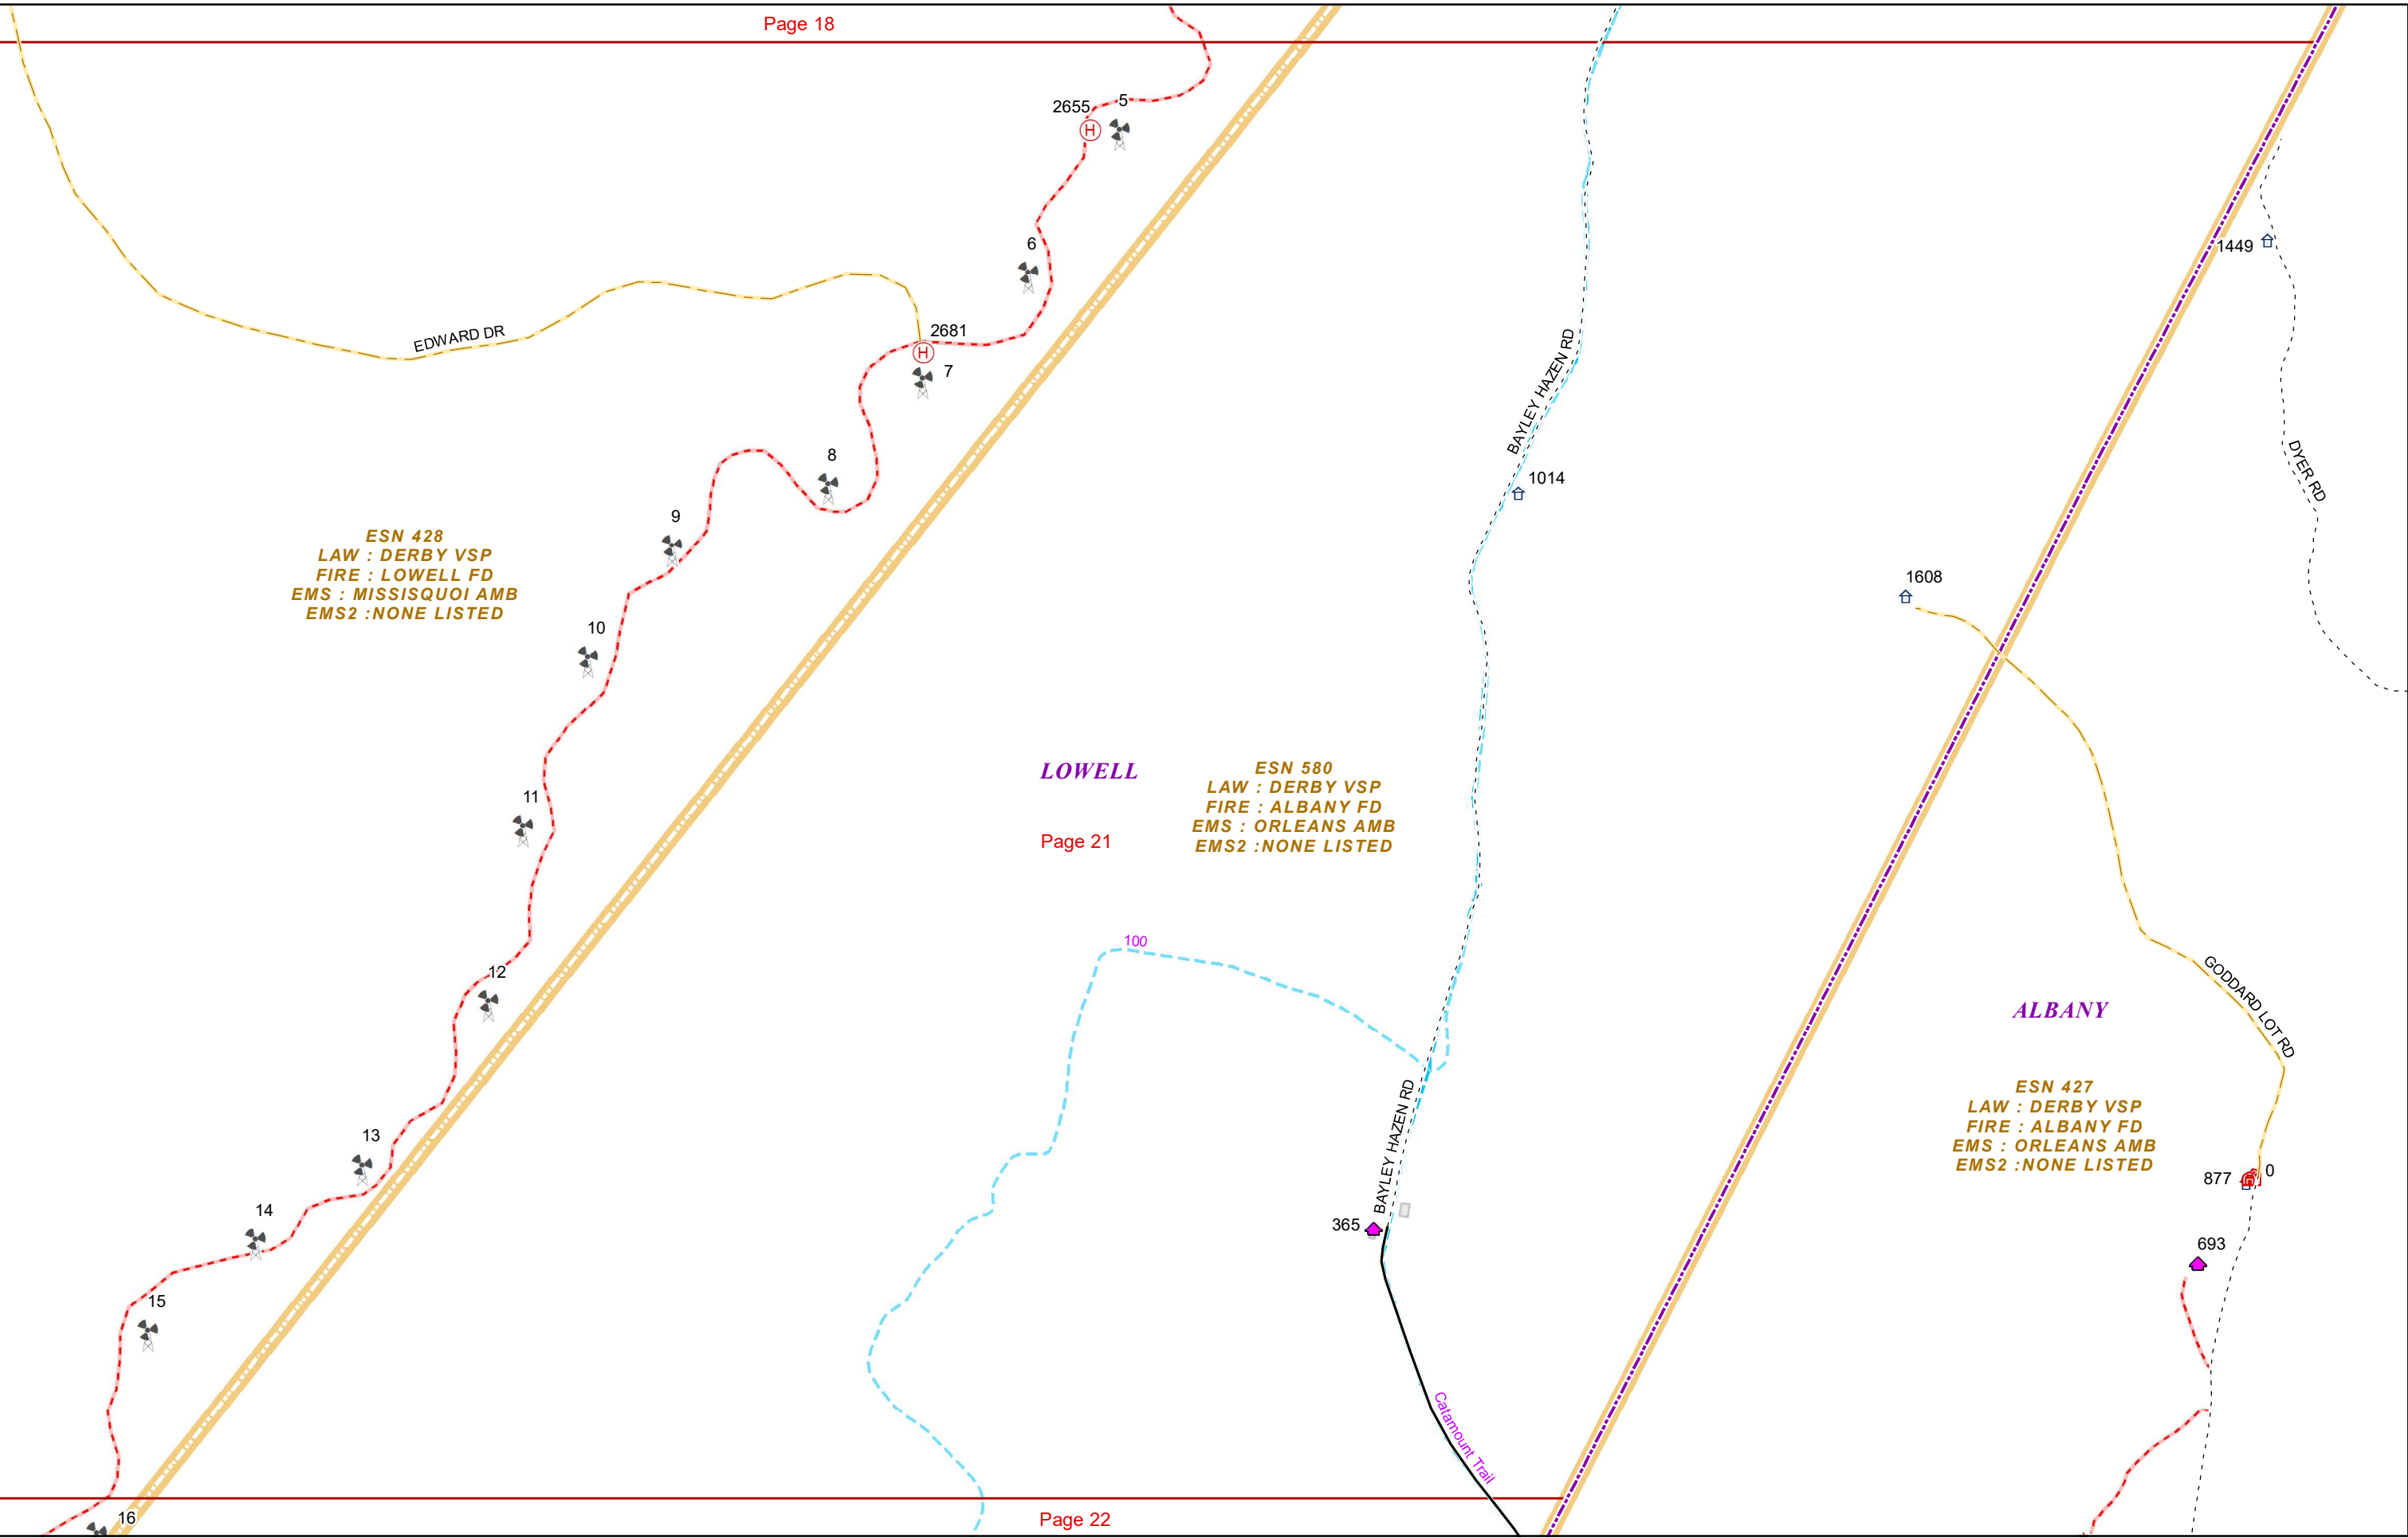 Page 18
2655
5
6
1449
EDWARD DR
2681
7
BAYLEY HAZEN RD
8
1014
DYER RD
9
ESN 428
LAW : DERBY VSP
FIRE : LOWELL FD
EMS : MISSISQUOI AMB
EMS2 :NONE LISTED
1608
10
LOWELL
ESN 580
LAW : DERBY VSP
FIRE : ALBANY FD
EMS : ORLEANS AMB
EMS2 :NONE LISTED
11
Page 21
100
12
GODDARD LOT RD
ALBANY
ESN 427
LAW : DERBY VSP
FIRE : ALBANY FD
EMS : ORLEANS AMB
EMS2 :NONE LISTED
BAYLEY HAZEN RD
13
877
0
14
365
693
15
Catamount Trail
16
Page 22
H
H